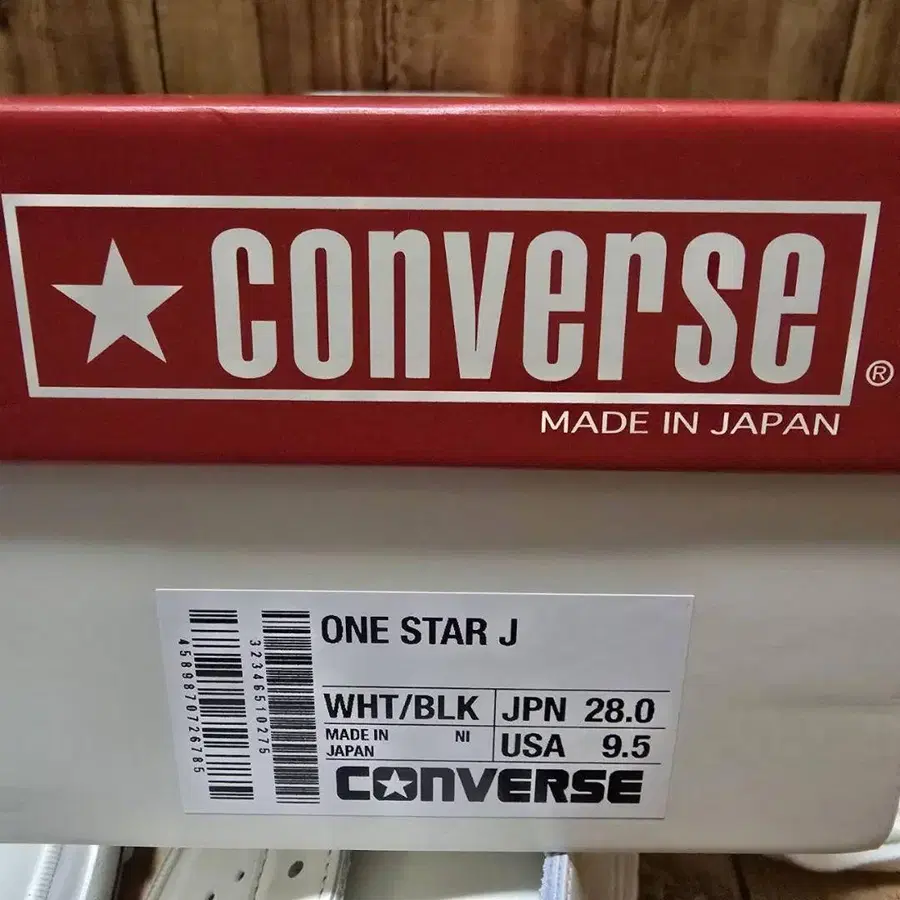 converse
®
MADE IN JAPAN
4589870726785
32346510275
ONE STAR J
WHT/BLK
JPN 28.0
MADE IN JAPAN
NI
USA 9.5
CONVERSE